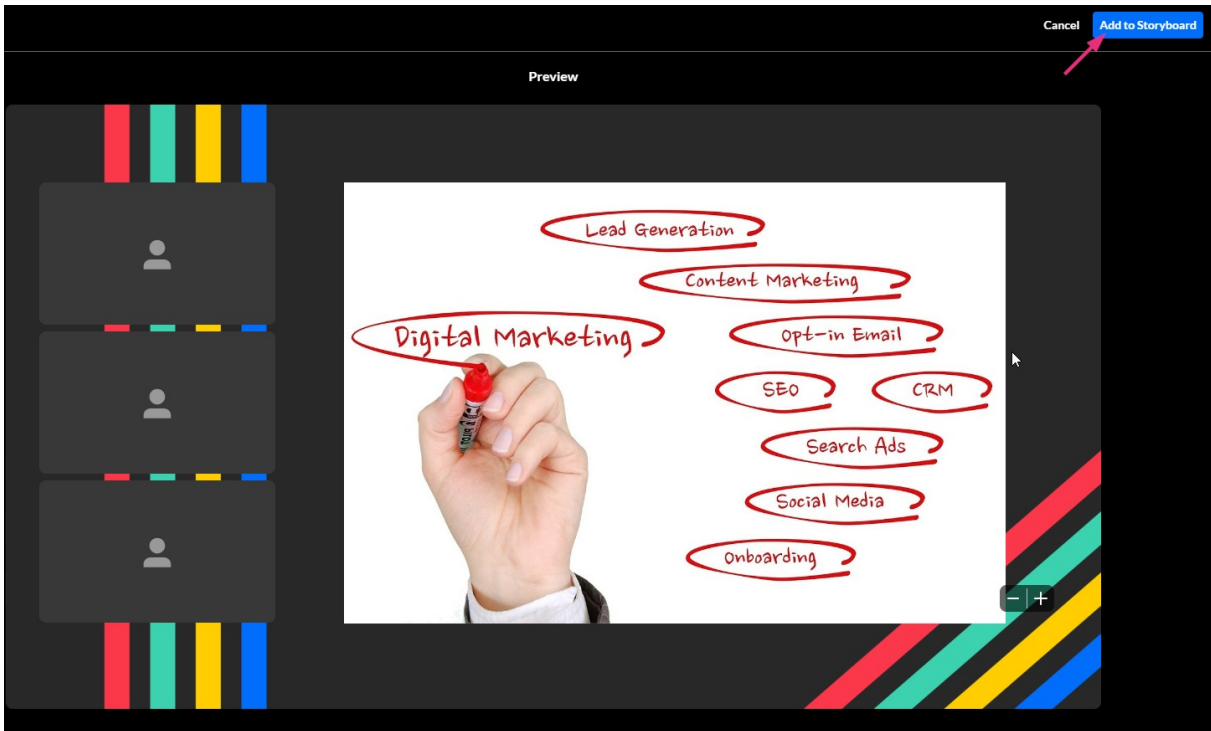 Cancel
Add to Storyboard
Preview
Lead Generation
Content Marketing
Digital Marketing
Opt-in Email
SEO
CRM
Search Ads
Social Media
Onboarding